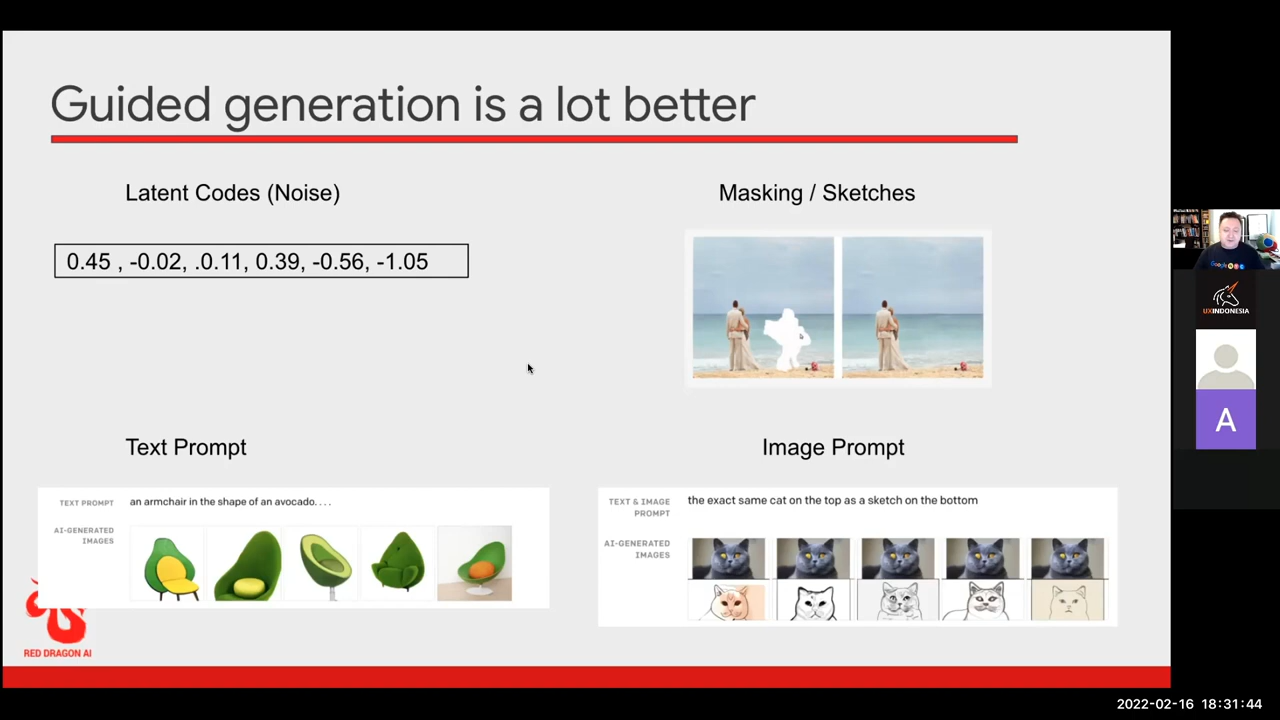 Guided generation is a lot better
Latent Codes (Noise)
0.45 , -0.02, .0.11, 0.39, -0.56, -1.05
Masking / Sketches
Text Prompt
TEXT PROMPT
an armchair in the shape of an avocado. . . .
AI-GENERATED
IMAGES
Image Prompt
TEXT & IMAGE
PROMPT
the exact same cat on the top as a sketch on the bottom
AI-GENERATED
IMAGES
RED DRAGON AI
Google
UXINDONESIA
A
2022-02-16 18:31:44